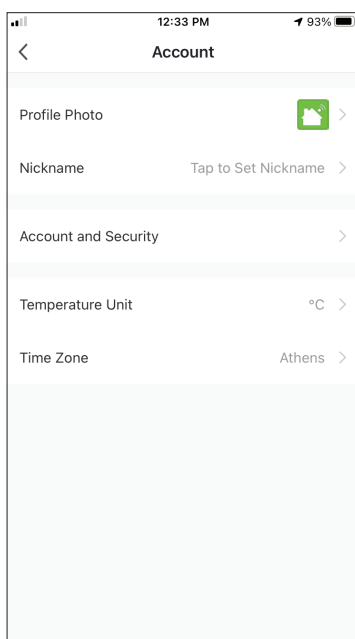 12:33 PM 93%
Account
Profile Photo
Nickname Tap to Set Nickname
Account and Security
Temperature Unit °C
Time Zone Athens